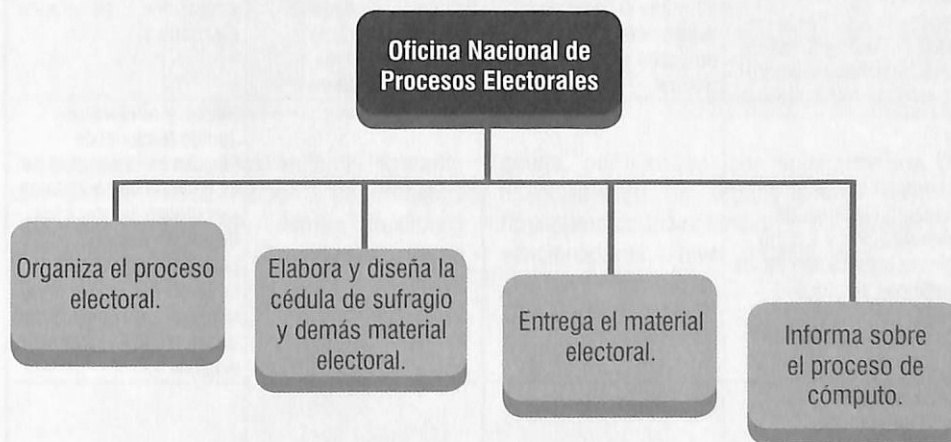 Oficina Nacional de
Procesos Electorales
Organiza el proceso
electoral.
Elabora y diseña la
cédula de sufragio
y demás material
electoral.
Entrega el material
electoral.
Informa sobre
el proceso de
cómputo.